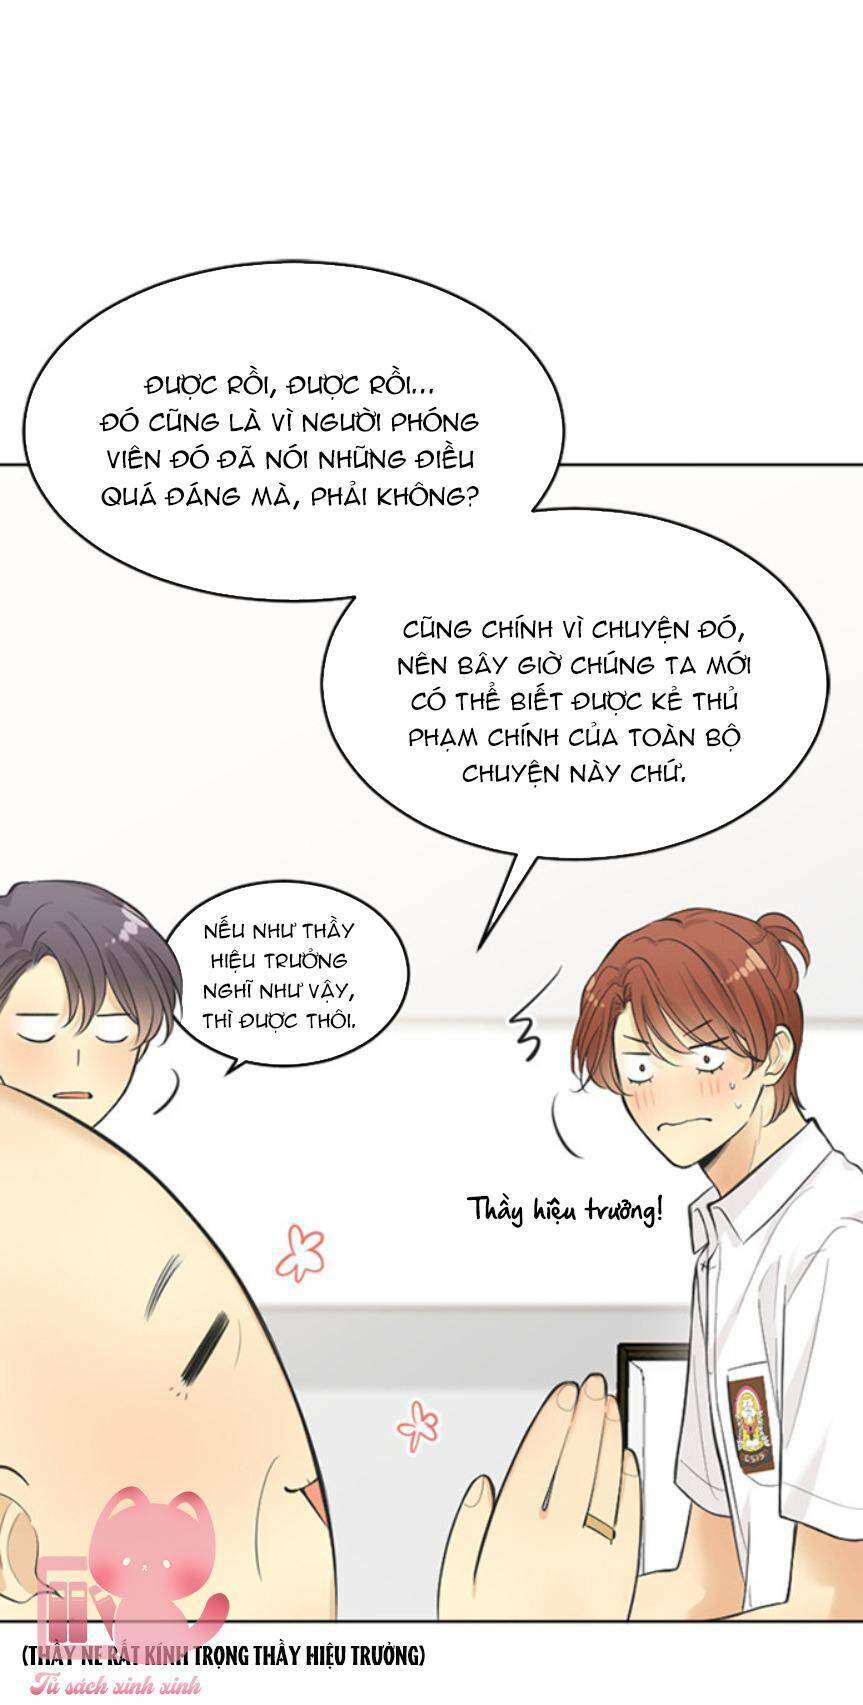 ĐƯỢC RỒI, ĐƯỢC RỒI...
ĐÓ CŨNG LÀ VÌ NGƯỜI PHÓNG
VIÊN ĐÓ ĐÃ NÓI NHỮNG ĐIỀU
QUÁ ĐÁNG MÀ, PHẢI KHÔNG?
CŨNG CHÍNH VÌ CHUYỆN ĐÓ,
NÊN BÂY GIỜ CHÚNG TA MỚI
CÓ THỂ BIẾT ĐƯỢC KẺ THỦ
PHẠM CHÍNH CỦA TOÀN BỘ
CHUYỆN NÀY CHỨ.
NẾU NHƯ THẦY
HIỆU TRƯỞNG
NGHĨ NHƯ VẬY,
THÌ ĐƯỢC THÔI.
Thầy hiệu trưởng!
CSIS
(THẦY NE RẤT KÍNH TRỌNG THẦY HIỆU TRƯỞNG)
Tủ sách xinh xinh